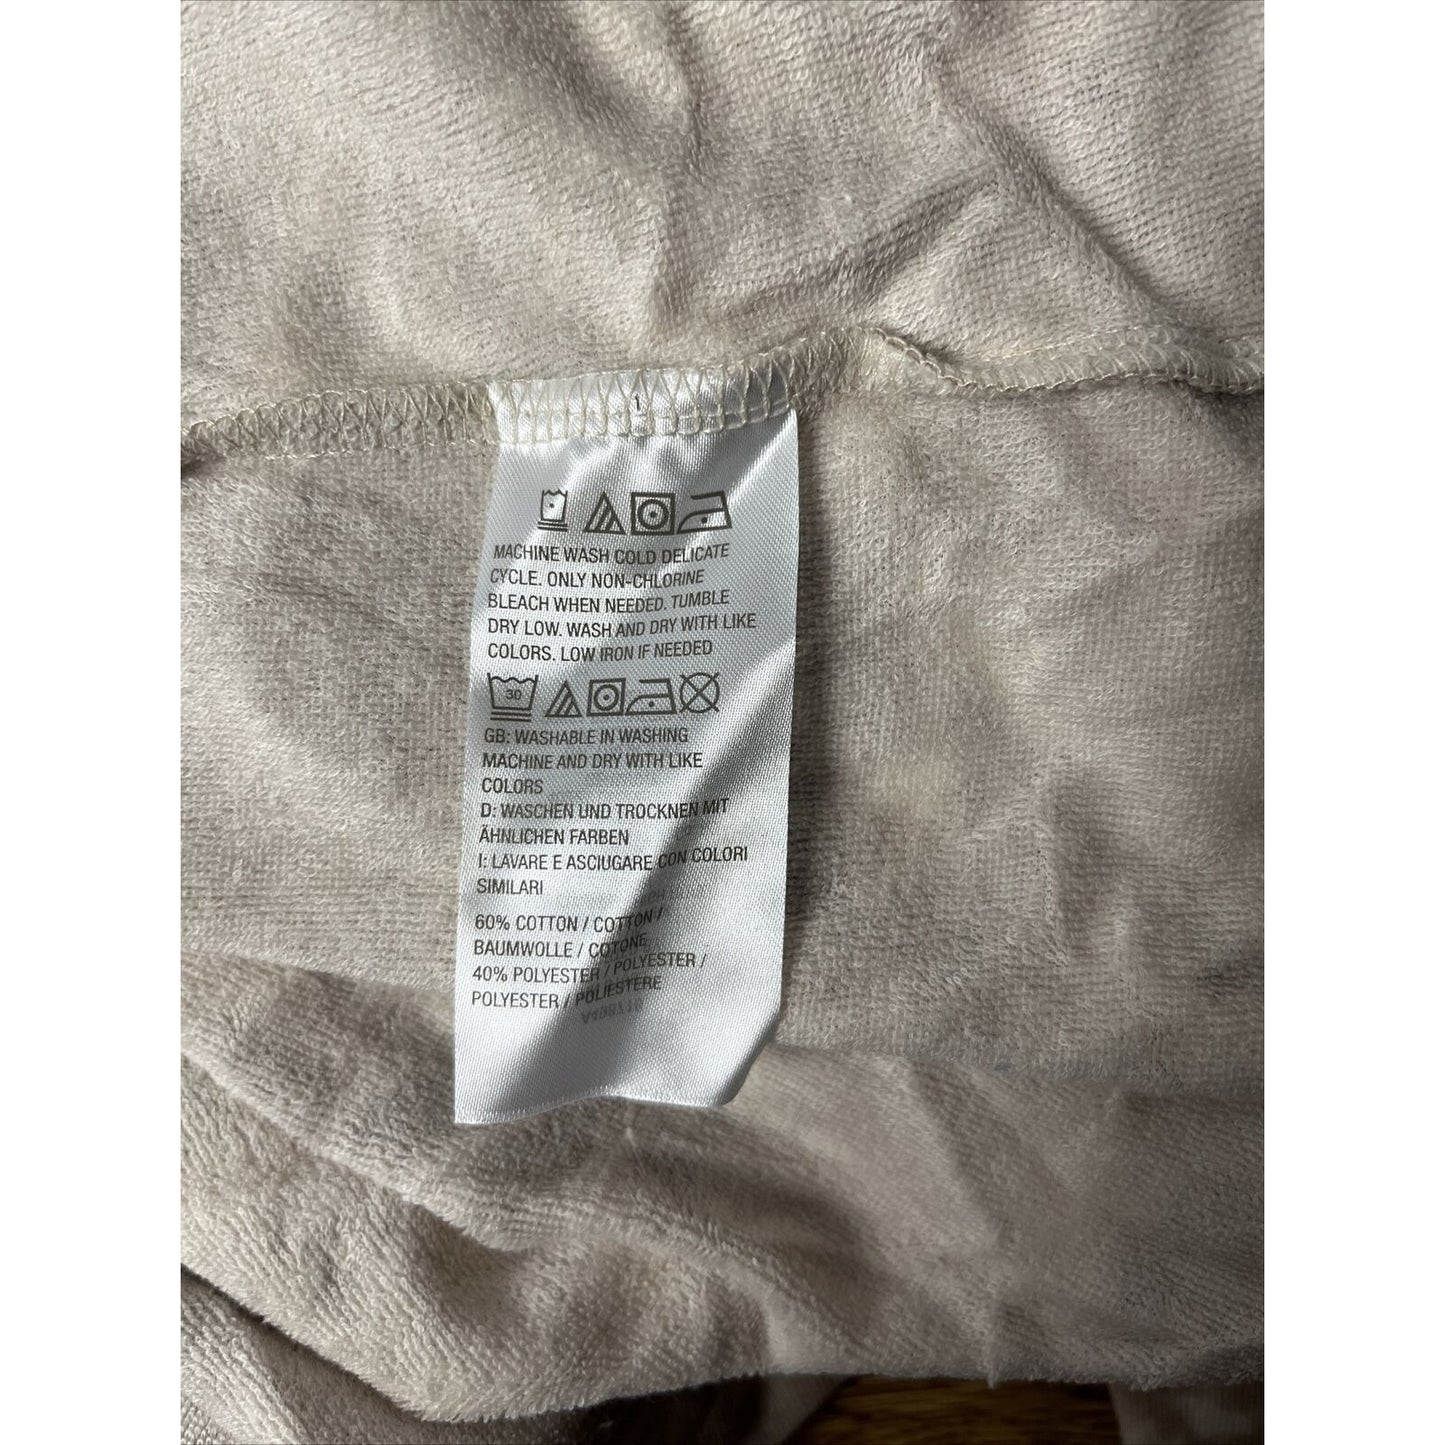 MACHINE WASH COLD DELICATE
CYCLE. ONLY NON-CHLORINE
BLEACH WHEN NEEDED. TUMBLE
DRY LOW. WASH AND DRY WITH LIKE
COLORS. LOW IRON IF NEEDED
30
GB: WASHABLE IN WASHING
MACHINE AND DRY WITH LIKE
COLORS
D: WASCHEN UND TROCKNEN MIT
ÄHNLICHEN FARBEN
I: LAVARE E ASCIUGARE CON COLORI
SIMILARI
60% COTTON / COTTON /
BAUMWOLLE / COTONE
40% POLYESTER / POLYESTER /
POLYESTER / POLIESTERE